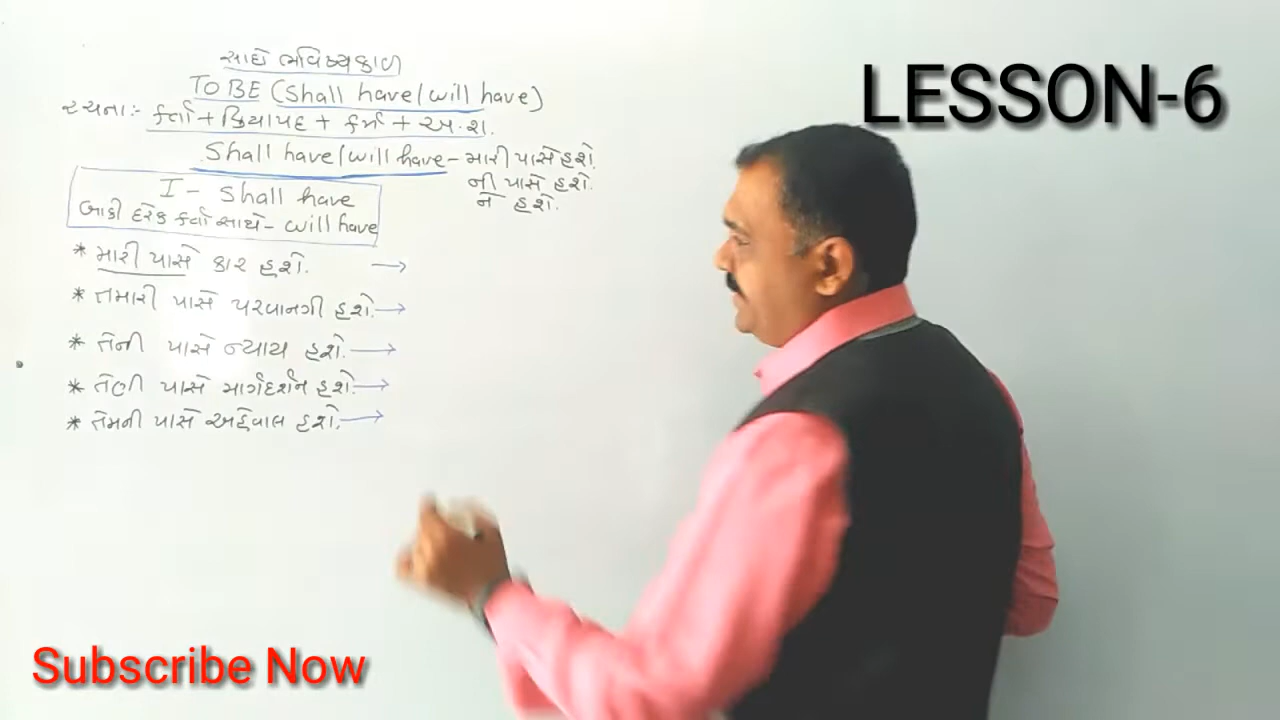 સાદો ભવિષ્યકાળ
TO BE (Shall have/will have)
રચના:- કર્તા + ક્રિયાપદ + કર્મ + અ.શ.
Shall have/will have - મારી પાસે હશે.
ની પાસે હશે.
ને હશે.
I - Shall have
બાકી દરેક કર્તા સાથે - will have
* મારી પાસે કાર હશે. →
* તમારી પાસે પરવાનગી હશે. →
* તેની પાસે ન્યાય હશે. →
* તેણી પાસે માર્ગદર્શન હશે. →
* તેમની પાસે અહેવાલ હશે. →
LESSON-6
Subscribe Now